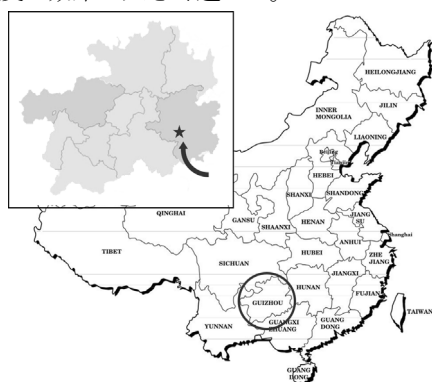 HEILONGJIANG
JILIN
INNER
MONGOLIA
LIAONING
Beijing
HEBEI
SHANXI
SHANDONG
QINGHAI
GANSU
SHAANXI
HENAN
JIANG
SU
Shanghai
ANHUI
TIBET
SICHUAN
HUBEI
ZHE
JIANG
JIANGXI
HUNAN
GUIZHOU
FUJIAN
TAIWAN
YUNNAN
GUANGXI
ZHUANG
GUANG
DONG
GUANG
DONG